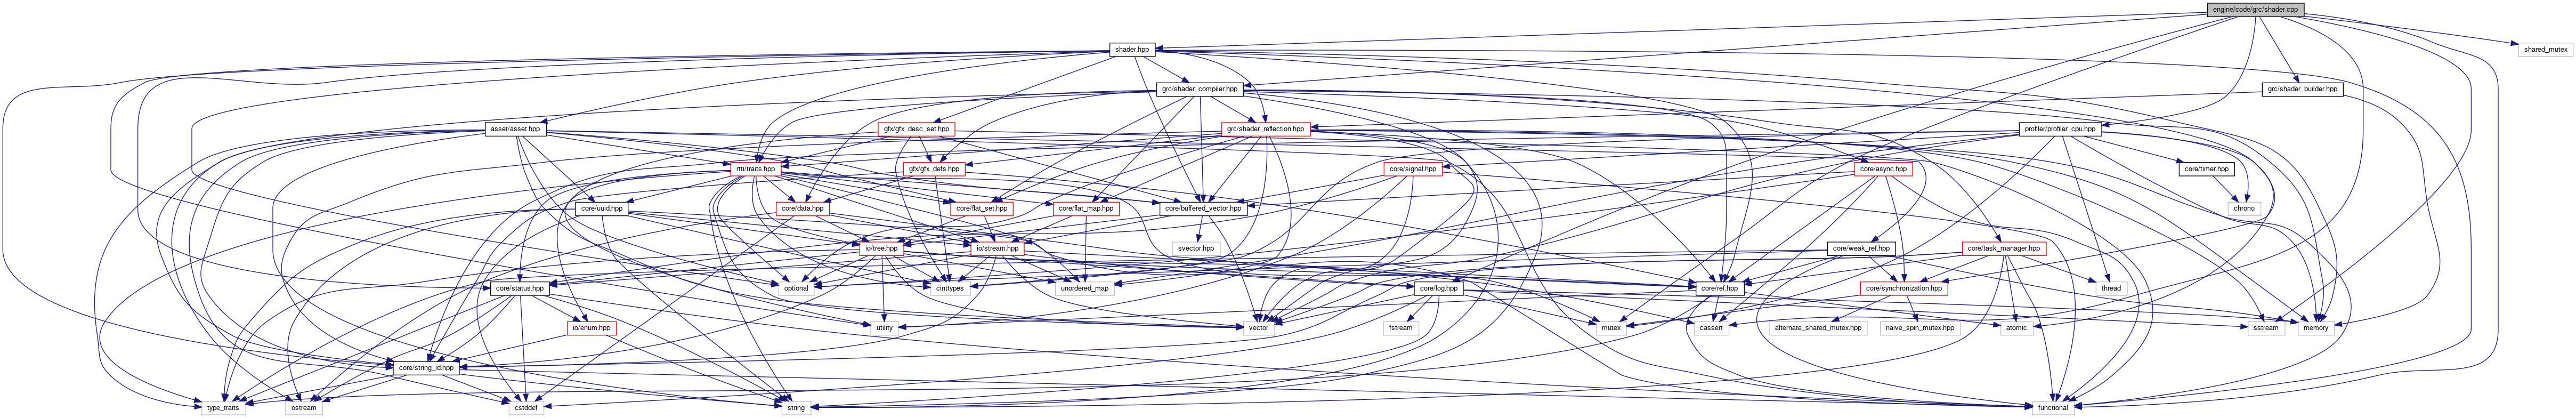 engine/code/grc/shader.cpp
shader.hpp
shared_mutex
grc/shader_compiler.hpp
grc/shader_builder.hpp
asset/asset.hpp
gfx/gfx_desc_set.hpp
grc/shader_reflection.hpp
profiler/profiler_cpu.hpp
rtti/traits.hpp
gfx/gfx_defs.hpp
core/signal.hpp
core/async.hpp
core/timer.hpp
core/uuid.hpp
core/data.hpp
core/flat_set.hpp
core/flat_map.hpp
core/buffered_vector.hpp
chrono
io/tree.hpp
io/stream.hpp
svector.hpp
core/weak_ref.hpp
core/task_manager.hpp
core/status.hpp
optional
cinttypes
unordered_map
core/log.hpp
core/ref.hpp
core/synchronization.hpp
thread
io/enum.hpp
utility
vector
fstream
mutex
cassert
alternate_shared_mutex.hpp
naive_spin_mutex.hpp
atomic
sstream
memory
core/string_id.hpp
type_traits
ostream
cstddef
string
functional